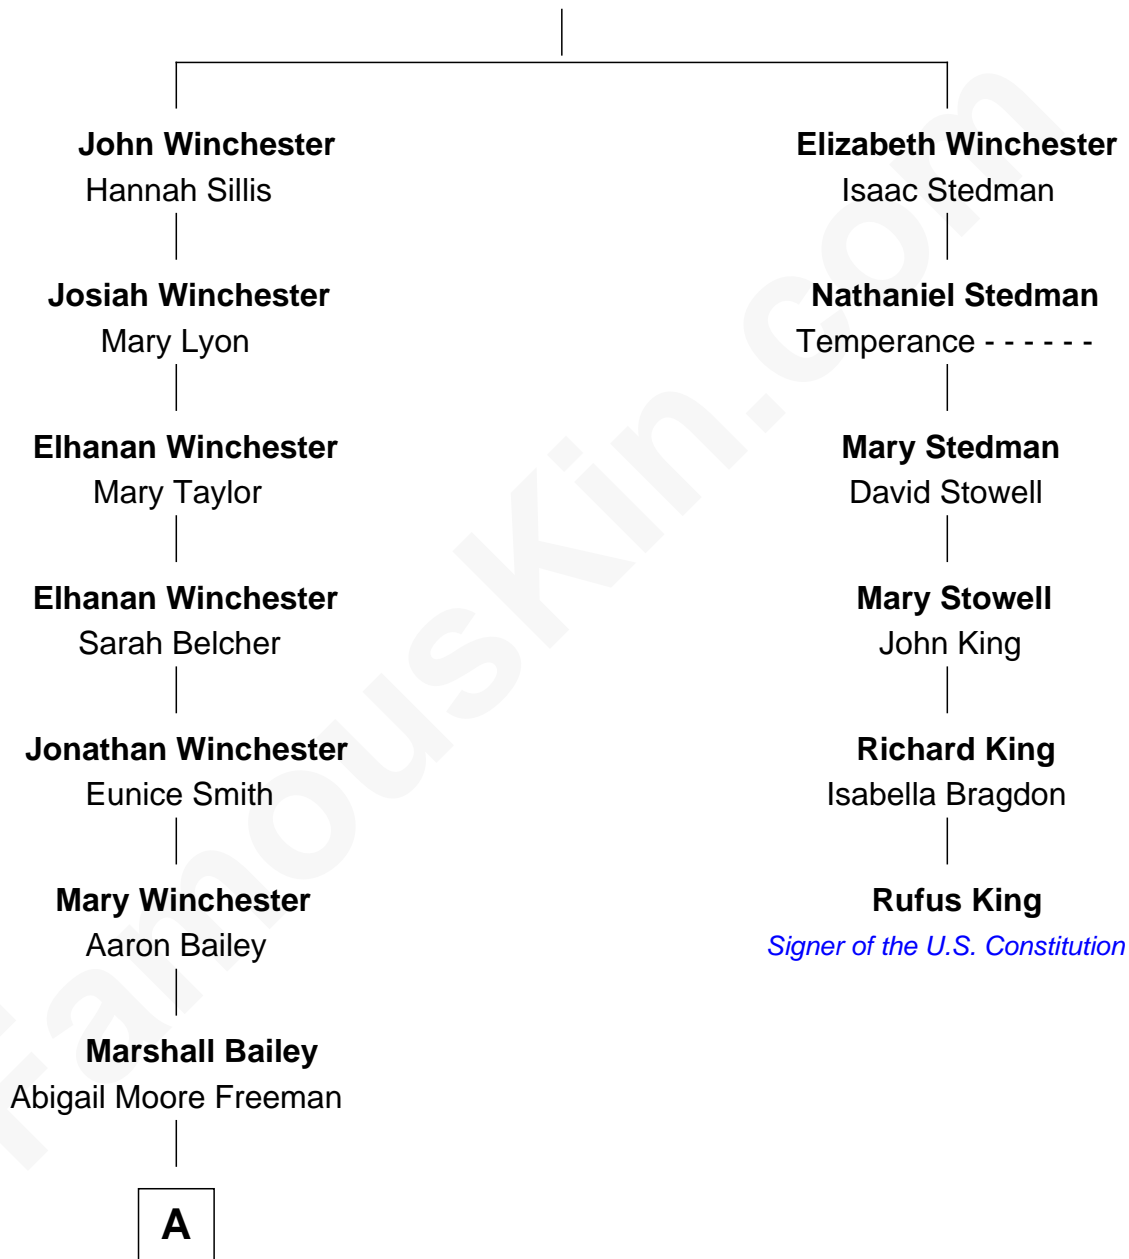 John Winchester
Hannah Sillis
Josiah Winchester
Mary Lyon
Elhanan Winchester
Mary Taylor
Elhanan Winchester
Sarah Belcher
Jonathan Winchester
Eunice Smith
Mary Winchester
Aaron Bailey
Marshall Bailey
Abigail Moore Freeman
A
Elizabeth Winchester
Isaac Stedman
Nathaniel Stedman
Temperance - - - - - -
Mary Stedman
David Stowell
Mary Stowell
John King
Richard King
Isabella Bragdon
Rufus King
Signer of the U.S. Constitution
FamousKin.com